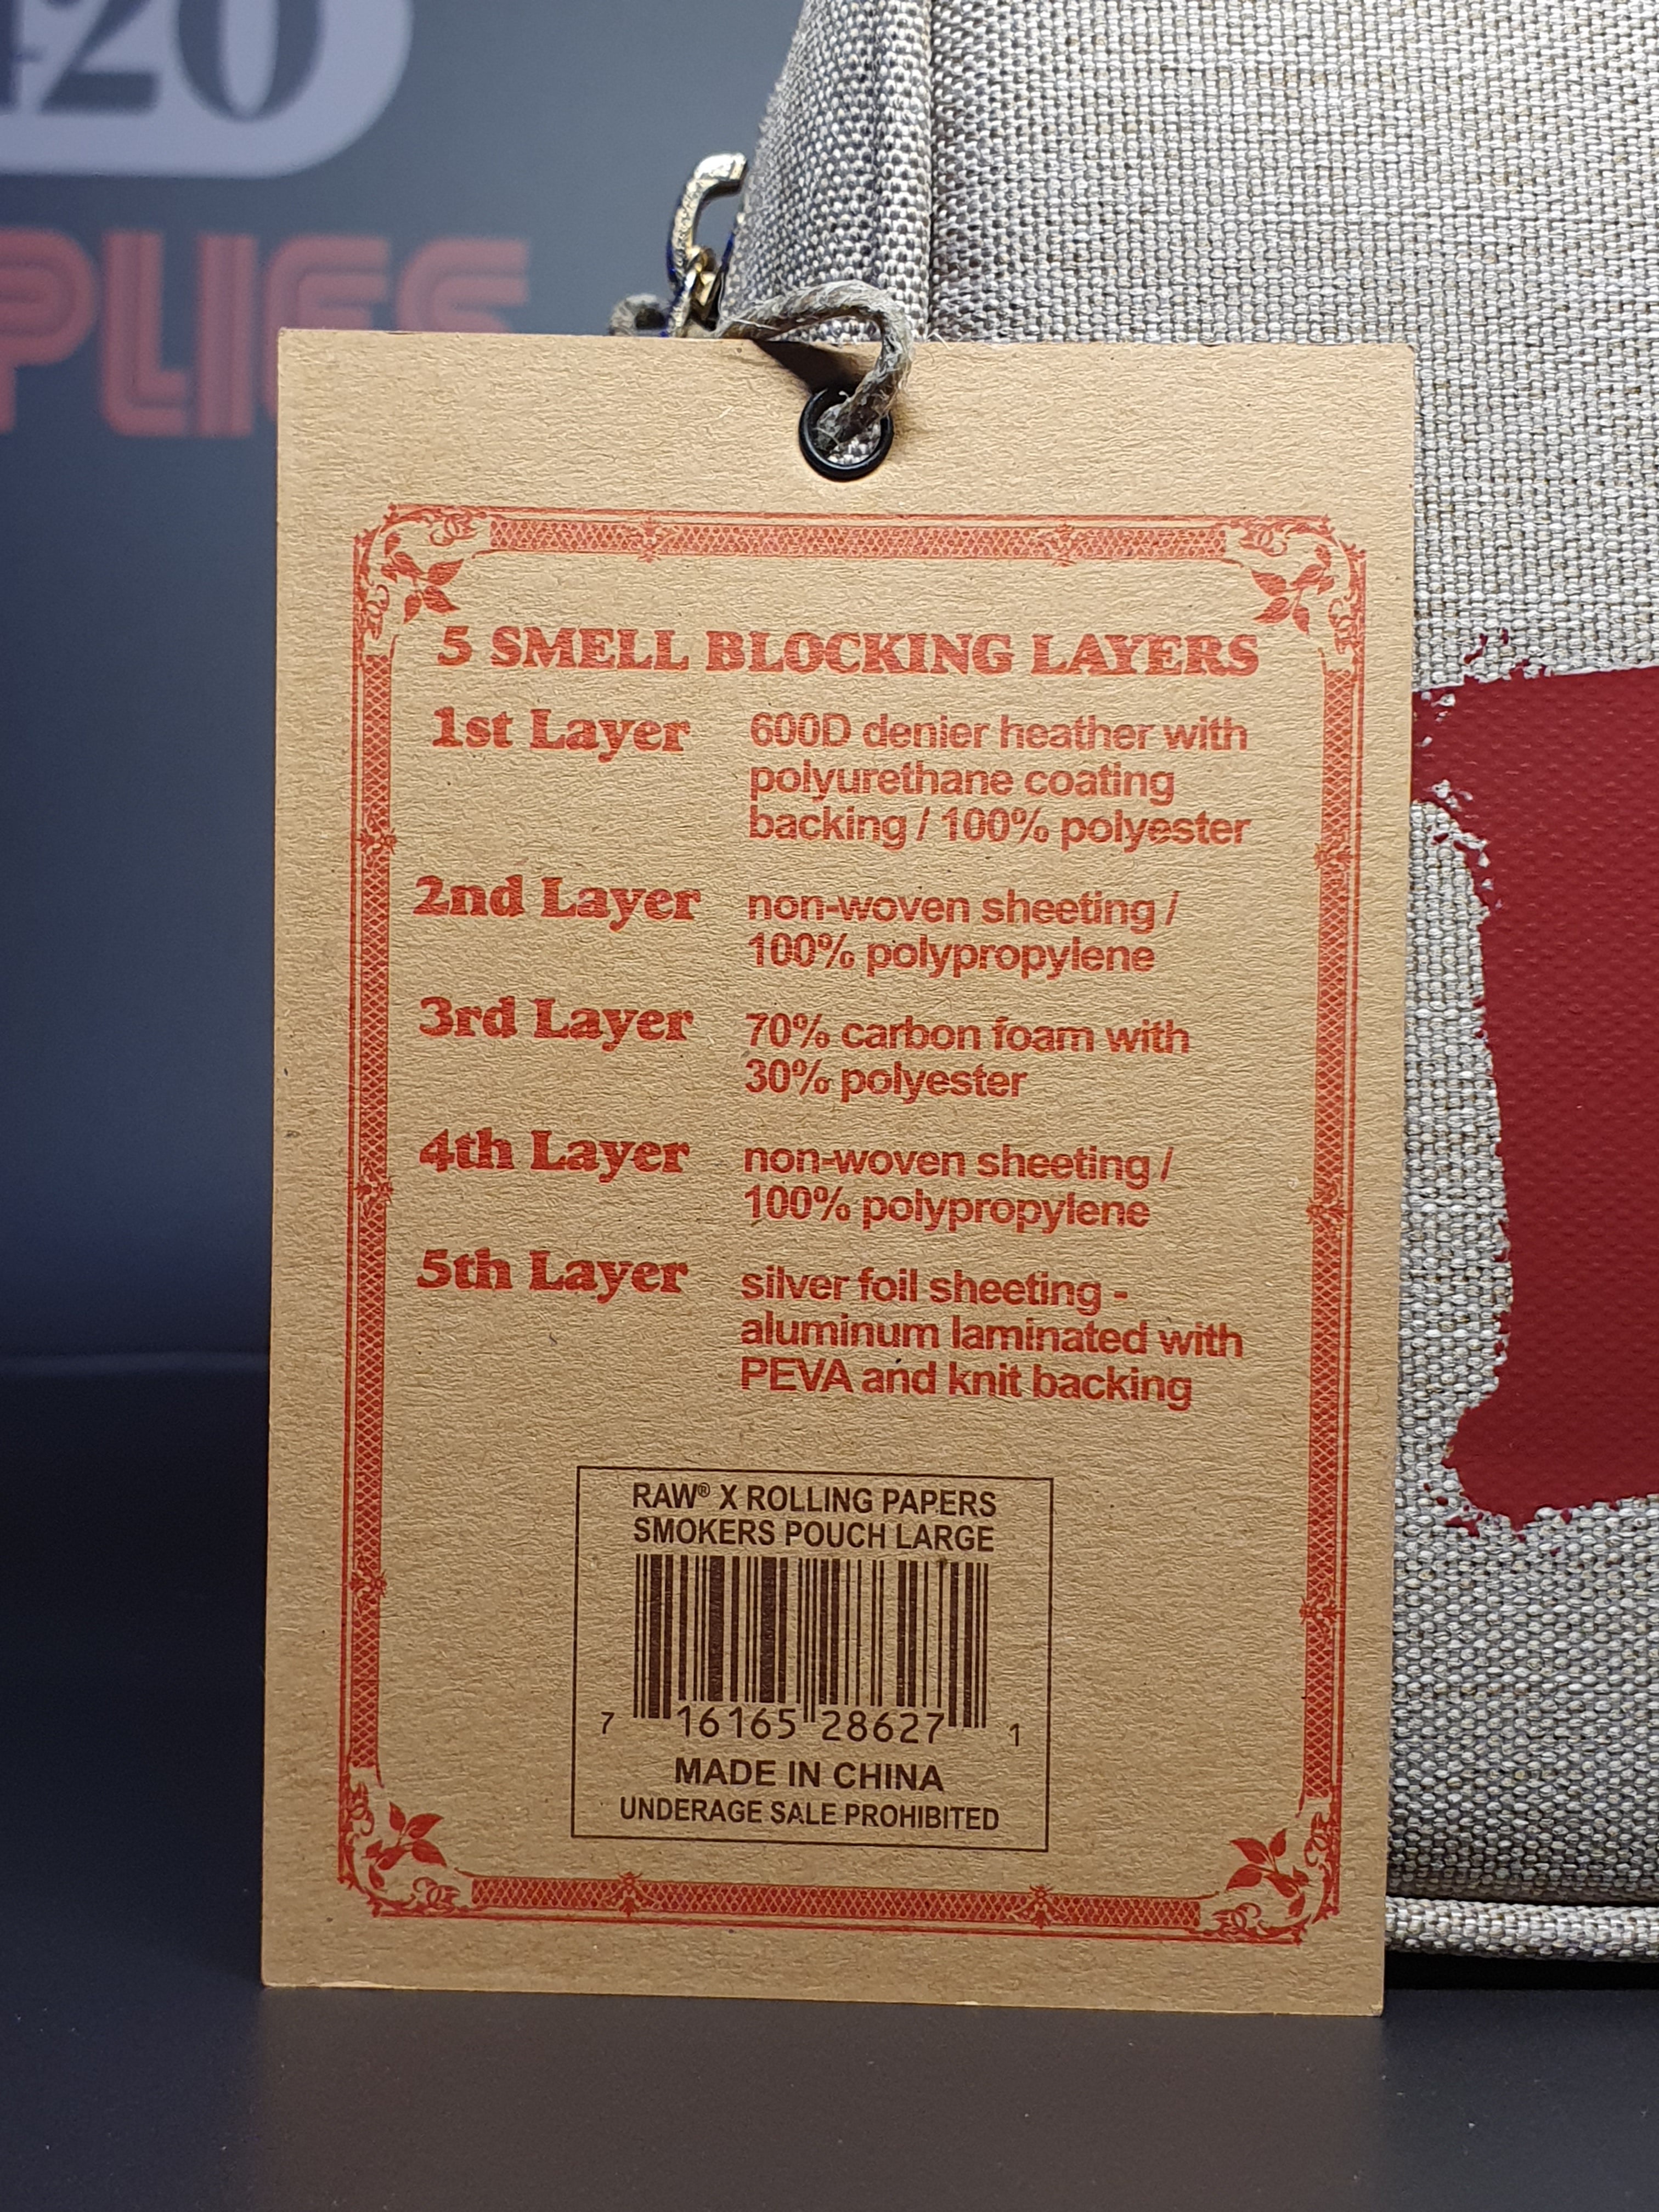 420
5 SMELL BLOCKING LAYERS
1st Layer
600D denier heather with
polyurethane coating
backing / 100% polyester
2nd Layer
non-woven sheeting /
100% polypropylene
3rd Layer
70% carbon foam with
30% polyester
4th Layer
non-woven sheeting /
100% polypropylene
5th Layer
silver foil sheeting -
aluminum laminated with
PEVA and knit backing
RAW® X ROLLING PAPERS
SMOKERS POUCH LARGE
7 16165 28627 1
MADE IN CHINA
UNDERAGE SALE PROHIBITED